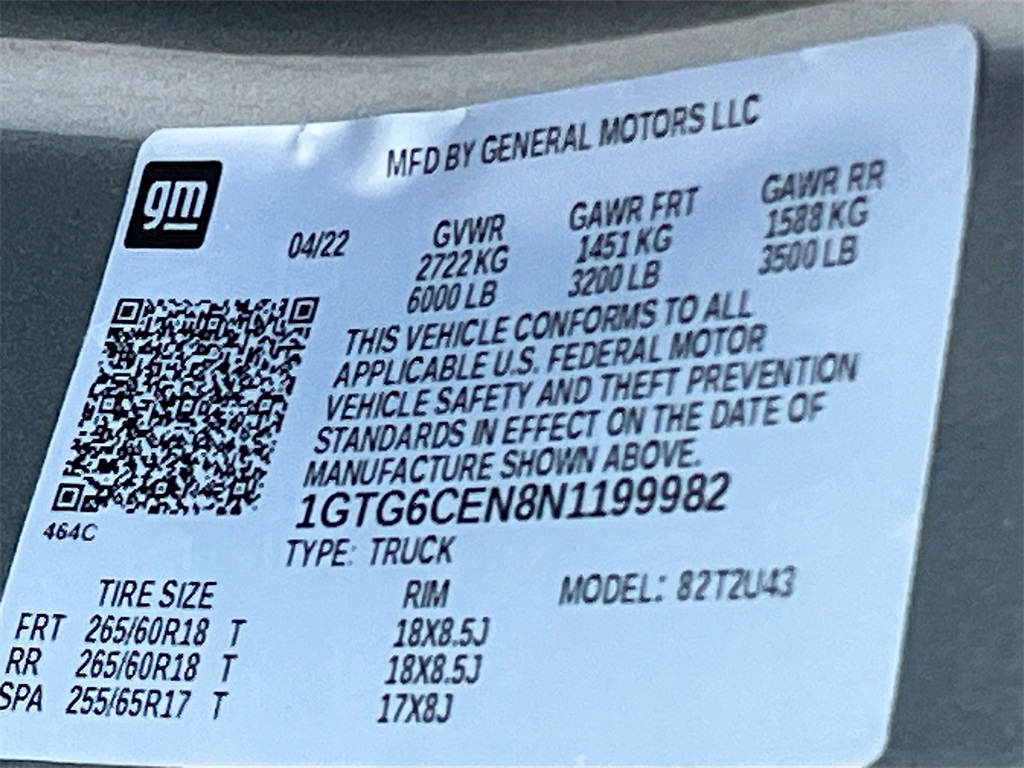 MFD BY GENERAL MOTORS LLC
gm
04/22 GVWR GAWR FRT GAWR RR
2722 KG 1451 KG 1588 KG
6000 LB 3200 LB 3500 LB
THIS VEHICLE CONFORMS TO ALL
APPLICABLE U.S. FEDERAL MOTOR
VEHICLE SAFETY AND THEFT PREVENTION
STANDARDS IN EFFECT ON THE DATE OF
MANUFACTURE SHOWN ABOVE.
1GTG6CEN8N1199982
464C
TYPE: TRUCK
TIRE SIZE RIM MODEL: 82T2U43
FRT 265/60R18 T 18X8.5J
RR 265/60R18 T 18X8.5J
SPA 255/65R17 T 17X8J